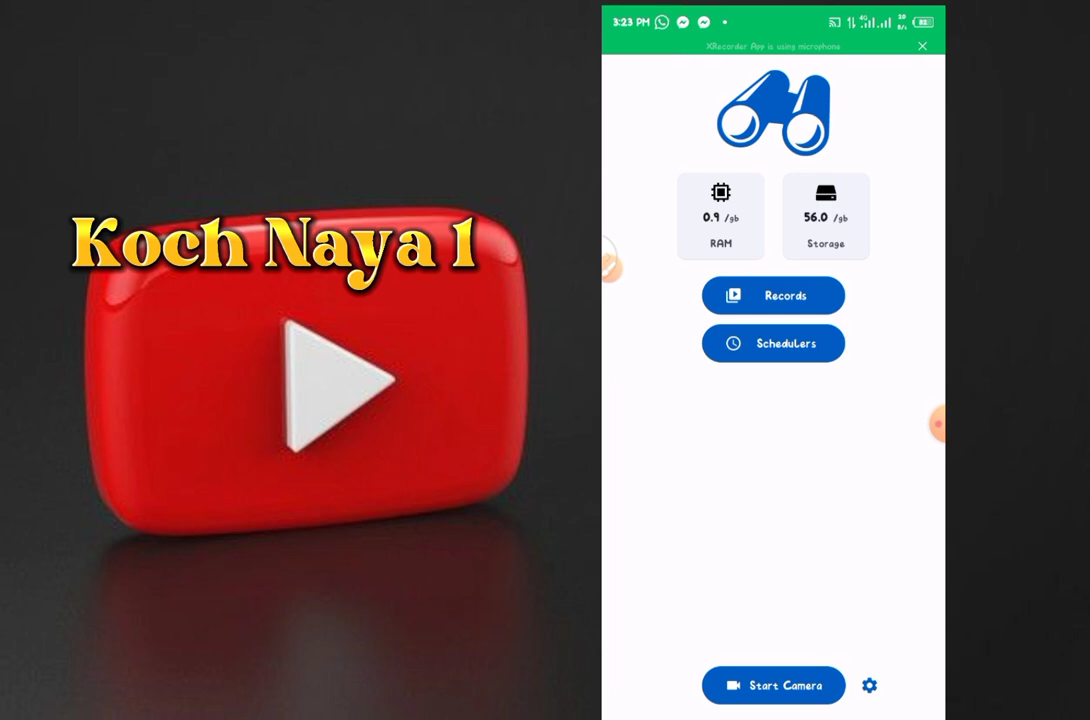 Koch Naya 1
3:23 PM
4G
XRecorder App is using microphone
0.9 /gb
RAM
56.0 /gb
Storage
Records
Schedulers
Start Camera